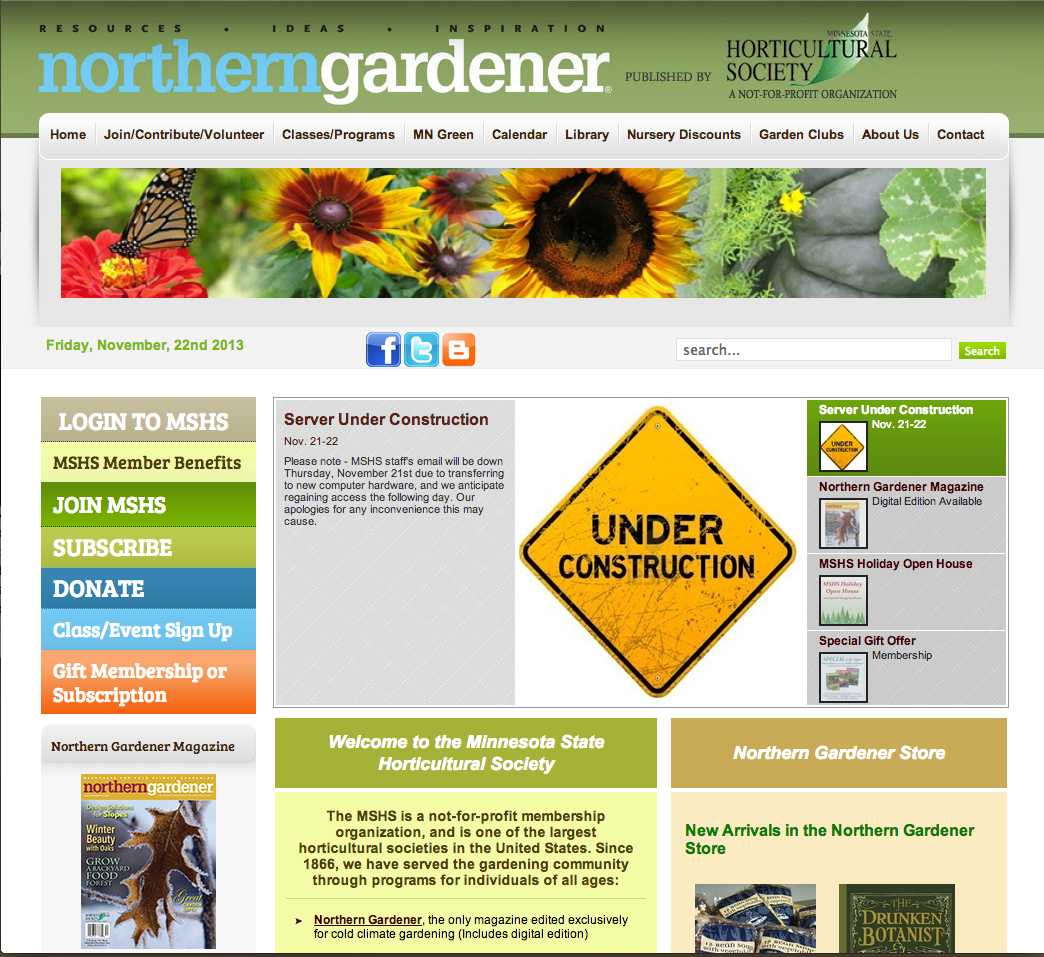 RESOURCES • IDEAS • INSPIRATION
northerngardener®
PUBLISHED BY
MINNESOTA STATE
HORTICULTURAL
SOCIETY
A NOT-FOR-PROFIT ORGANIZATION
Home
Join/Contribute/Volunteer
Classes/Programs
MN Green
Calendar
Library
Nursery Discounts
Garden Clubs
About Us
Contact
Friday, November, 22nd 2013
search...
Search
LOGIN TO MSHS
MSHS Member Benefits
JOIN MSHS
SUBSCRIBE
DONATE
Class/Event Sign Up
Gift Membership or
Subscription
Northern Gardener Magazine
northerngardener
Design Solutions
for Slopes
Winter
Beauty
with Oaks
GROW
A BACKYARD
FOOD
FOREST
Great
GARDEN
GIFTS
Server Under Construction
Nov. 21-22
Please note - MSHS staff's email will be down
Thursday, November 21st due to transferring
to new computer hardware, and we anticipate
regaining access the following day. Our
apologies for any inconvenience this may
cause.
UNDER
CONSTRUCTION
Server Under Construction
Nov. 21-22
UNDER
CONSTRUCTION
Northern Gardener Magazine
Digital Edition Available
MSHS Holiday Open House
MSHS Holiday
Open House
Special Gift Offer
Membership
SPECIAL
Welcome to the Minnesota State
Horticultural Society
The MSHS is a not-for-profit membership
organization, and is one of the largest
horticultural societies in the United States. Since
1866, we have served the gardening community
through programs for individuals of all ages:
➤ Northern Gardener, the only magazine edited exclusively
for cold climate gardening (Includes digital edition)
Northern Gardener Store
New Arrivals in the Northern Gardener
Store
13 BEAN SOUP
with vegetables
THE
DRUNKEN
BOTANIST